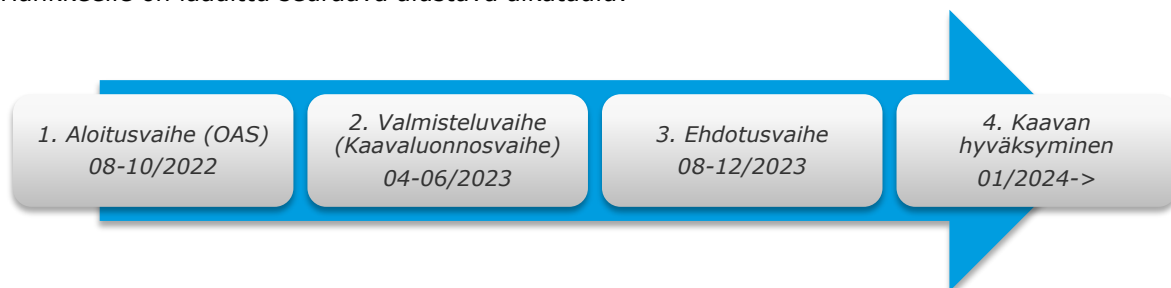 1. Aloitusvaihe (OAS)
08-10/2022
2. Valmisteluvaihe
(Kaavaluonnosvaihe)
04-06/2023
3. Ehdotusvaihe
08-12/2023
4. Kaavan
hyväksyminen
01/2024->